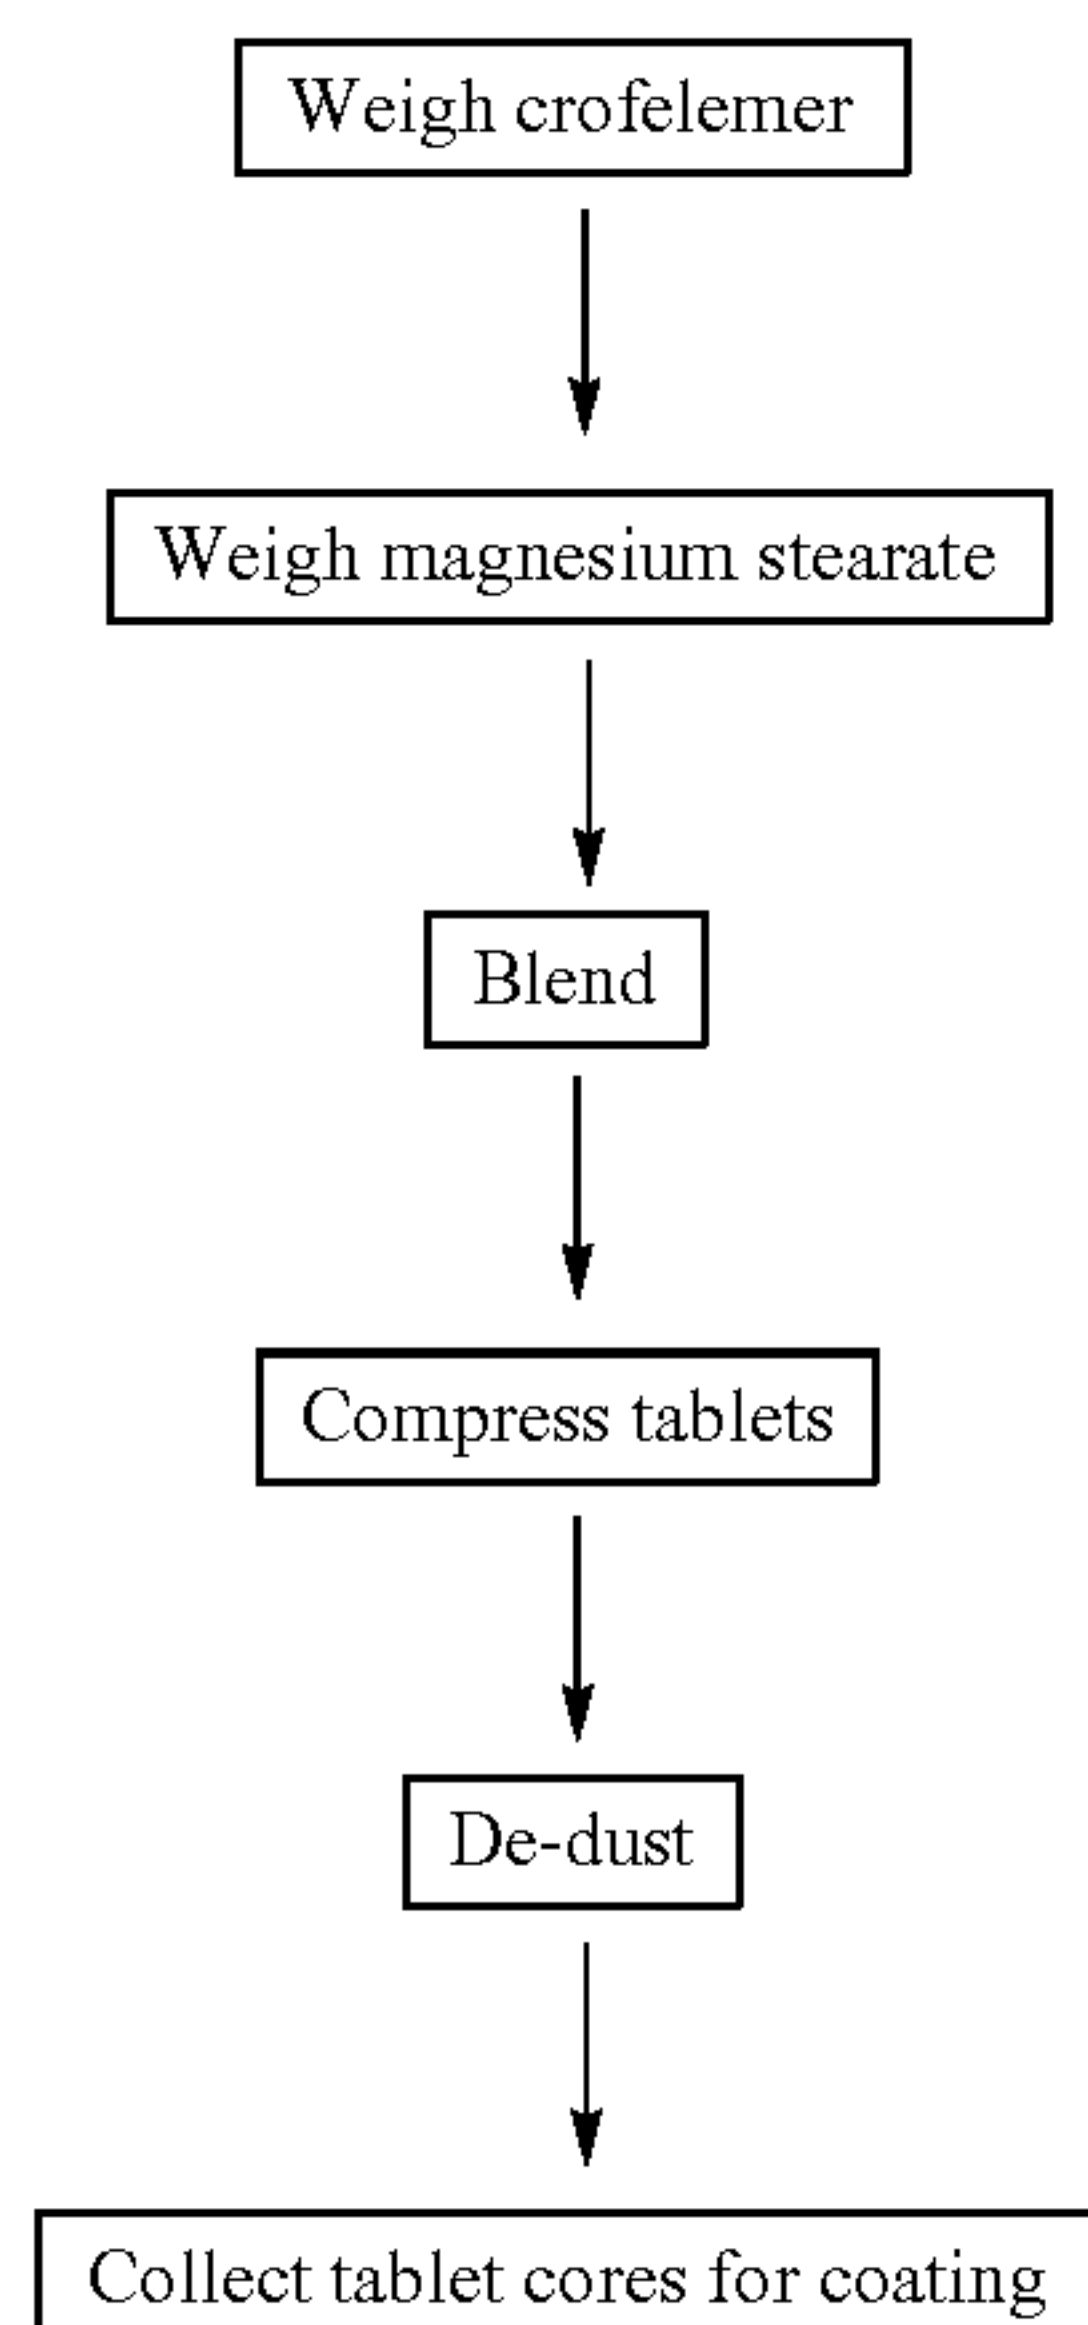 Weigh crofelemer
Weigh magnesium stearate
Blend
Compress tablets
De-dust
Collect tablet cores for coating